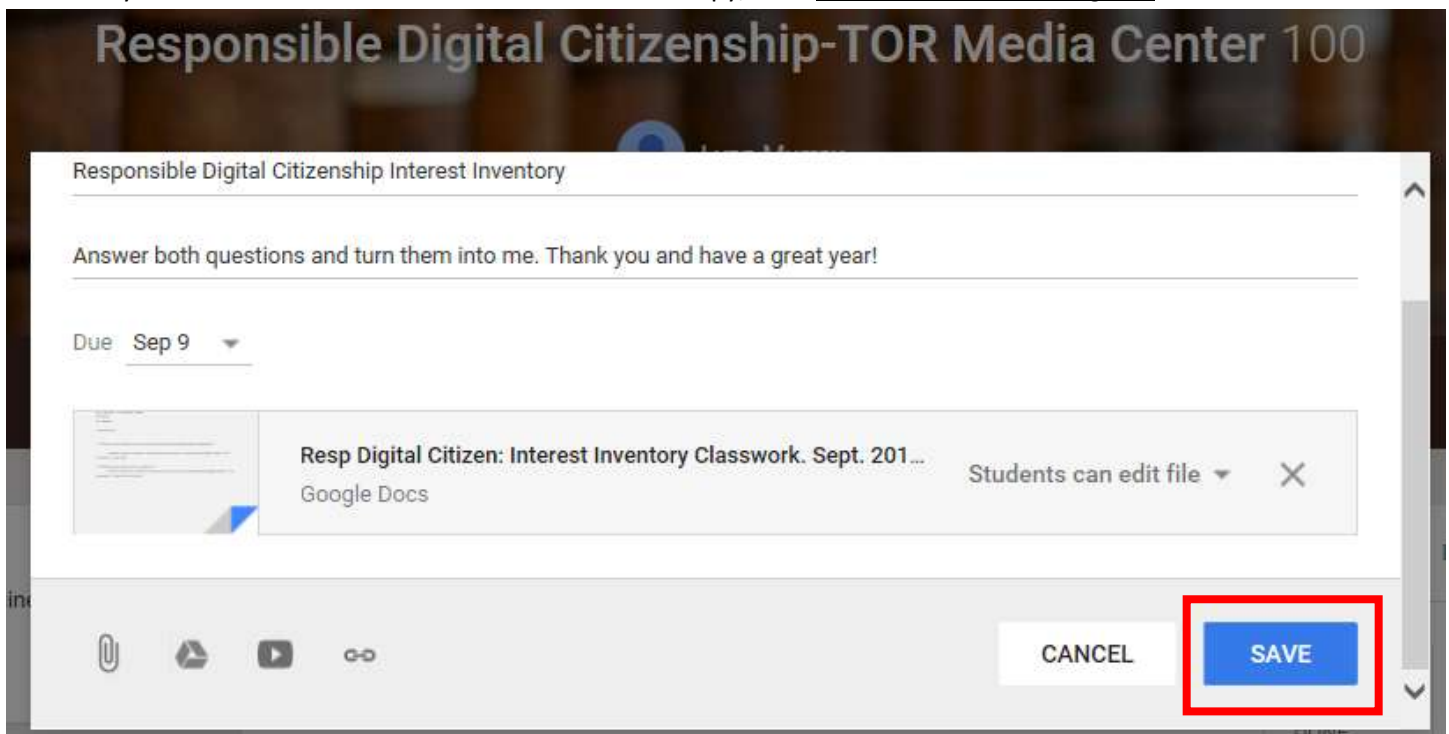 Responsible Digital Citizenship-TOR Media Center 100
Responsible Digital Citizenship Interest Inventory
Answer both questions and turn them into me. Thank you and have a great year!
Due Sep 9
Resp Digital Citizen: Interest Inventory Classwork. Sept. 201...
Students can edit file
Google Docs
CANCEL
SAVE